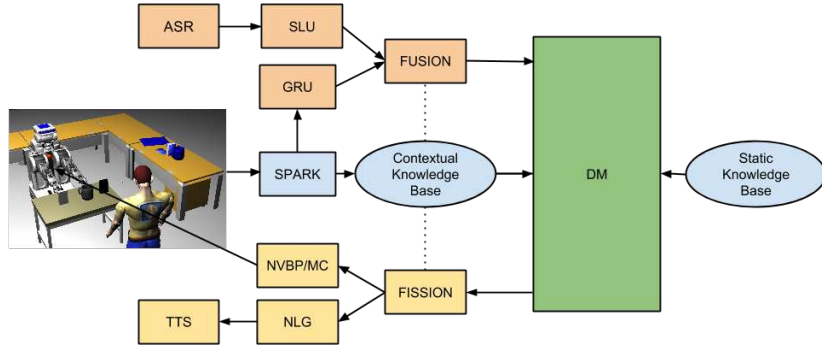 ASR
SLU
FUSION
GRU
SPARK
Contextual
Knowledge
Base
DM
Static
Knowledge
Base
NVBP/MC
FISSION
TTS
NLG